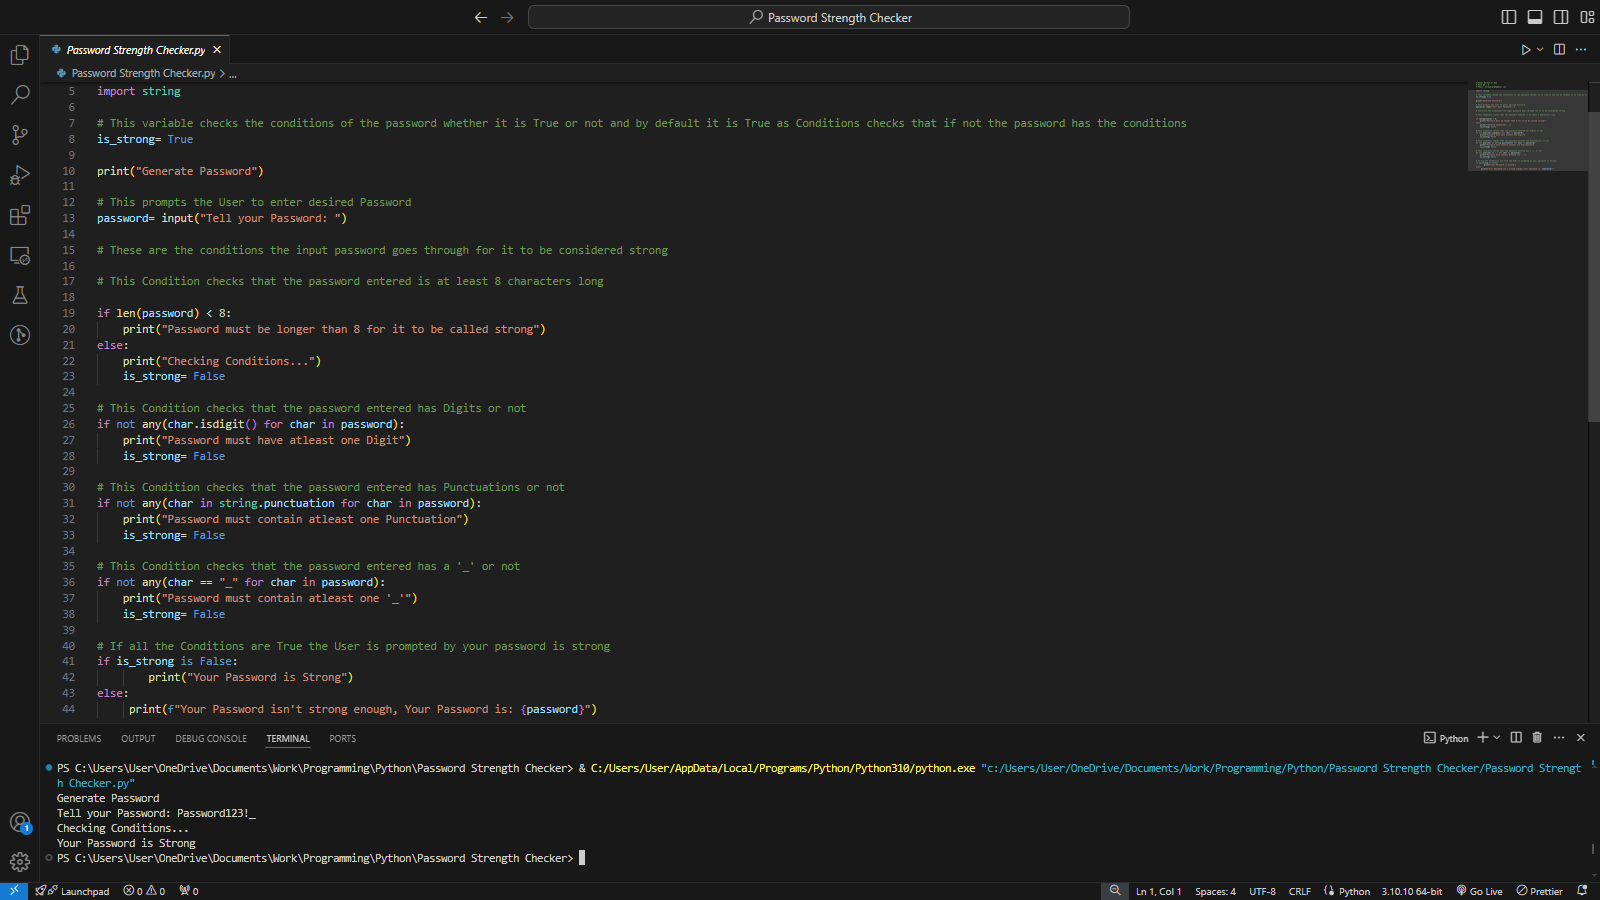 Password Strength Checker
Password Strength Checker.py
Password Strength Checker.py > ...
5 import string
6
7 # This variable checks the conditions of the password whether it is True or not and by default it is True as Conditions checks that if not the password has the conditions
8 is_strong= True
9
10 print("Generate Password")
11
12 # This prompts the User to enter desired Password
13 password= input("Tell your Password: ")
14
15 # These are the conditions the input password goes through for it to be considered strong
16
17 # This Condition checks that the password entered is at least 8 characters long
18
19 if len(password) < 8:
20 print("Password must be longer than 8 for it to be called strong")
21 else:
22 print("Checking Conditions...")
23 is_strong= False
24
25 # This Condition checks that the password entered has Digits or not
26 if not any(char.isdigit() for char in password):
27 print("Password must have atleast one Digit")
28 is_strong= False
29
30 # This Condition checks that the password entered has Punctuations or not
31 if not any(char in string.punctuation for char in password):
32 print("Password must contain atleast one Punctuation")
33 is_strong= False
34
35 # This Condition checks that the password entered has a '_' or not
36 if not any(char == "_" for char in password):
37 print("Password must contain atleast one '_'")
38 is_strong= False
39
40 # If all the Conditions are True the User is prompted by your password is strong
41 if is_strong is False:
42 print("Your Password is Strong")
43 else:
44 print(f"Your Password isn't strong enough, Your Password is: {password}")
PROBLEMS OUTPUT DEBUG CONSOLE TERMINAL PORTS
Python
PS C:\Users\User\OneDrive\Documents\Work\Programming\Python\Password Strength Checker> & C:/Users/User/AppData/Local/Programs/Python/Python310/python.exe "c:/Users/User/OneDrive/Documents/Work/Programming/Python/Password Strength Checker/Password Strengt
h Checker.py"
Generate Password
Tell your Password: Password123!_
Checking Conditions...
Your Password is Strong
PS C:\Users\User\OneDrive\Documents\Work\Programming\Python\Password Strength Checker>
1
Launchpad 0 0 0 Ln 1, Col 1 Spaces: 4 UTF-8 CRLF Python 3.10.10 64-bit Go Live Prettier